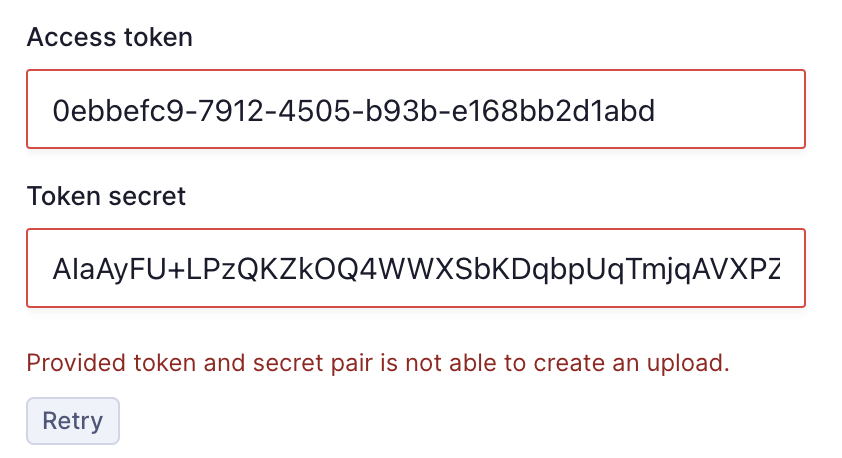 Access token
0ebbefc9-7912-4505-b93b-e168bb2d1abd
Token secret
AIaAyFU+LPzQKZkOQ4WWXSbKDqbpUqTmjqAVXPZ
Provided token and secret pair is not able to create an upload.
Retry